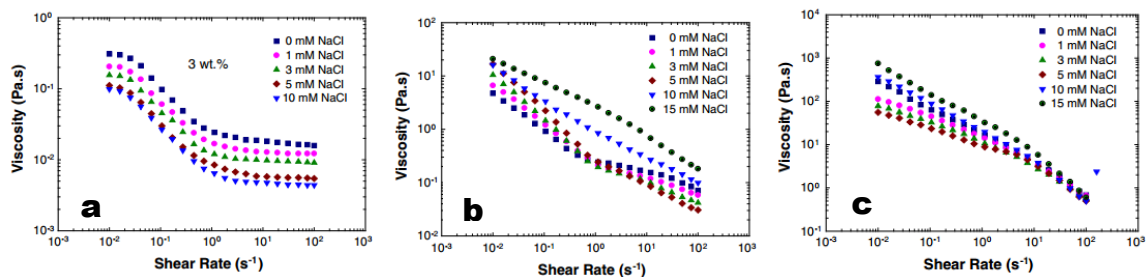 10⁰
10⁻¹
10⁻²
10⁻³
Viscosity (Pa.s)
3 wt.%
0 mM NaCl
1 mM NaCl
3 mM NaCl
5 mM NaCl
10 mM NaCl
a
10⁻³ 10⁻² 10⁻¹ 10⁰ 10¹ 10² 10³
Shear Rate (s⁻¹)
10²
10¹
10⁰
10⁻¹
10⁻²
Viscosity (Pa.s)
0 mM NaCl
1 mM NaCl
3 mM NaCl
5 mM NaCl
10 mM NaCl
15 mM NaCl
b
10⁻³ 10⁻² 10⁻¹ 10⁰ 10¹ 10² 10³
Shear Rate (s⁻¹)
10⁴
10³
10²
10¹
10⁰
10⁻¹
Viscosity (Pa.s)
0 mM NaCl
1 mM NaCl
3 mM NaCl
5 mM NaCl
10 mM NaCl
15 mM NaCl
c
10⁻³ 10⁻² 10⁻¹ 10⁰ 10¹ 10² 10³
Shear Rate (s⁻¹)